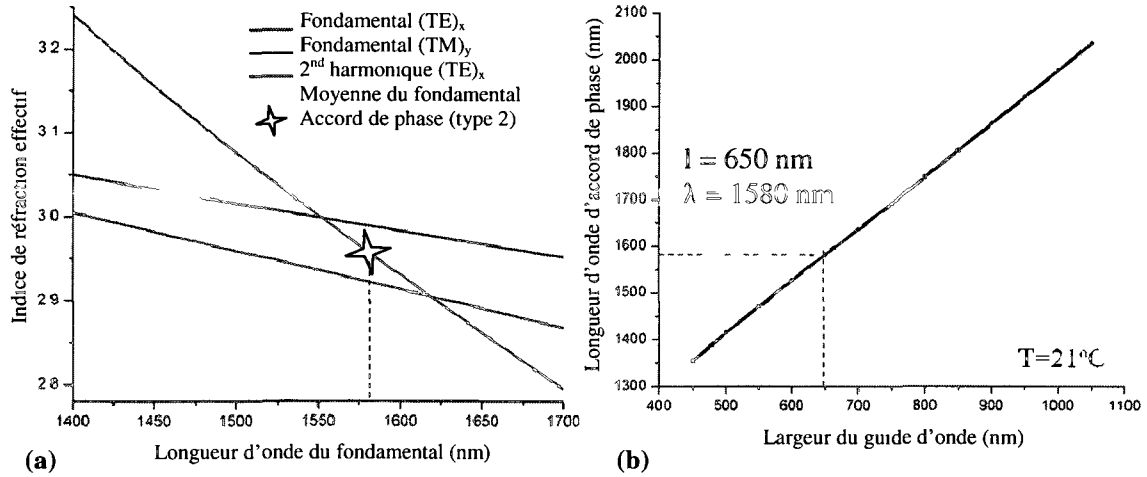 Fondamental (TE)x
Fondamental (TM)y
2nd harmonique (TE)x
Moyenne du fondamental
Accord de phase (type 2)
Indice de réfraction effectif
3 2
3 1
3 0
2 9
2 8
1400
1450
1500
1550
1600
1650
1700
Longueur d'onde du fondamental (nm)
(a)
Longueur d'onde d'accord de phase (nm)
2100
2000
1900
1800
1700
1600
1500
1400
1300
l = 650 nm
λ = 1580 nm
T=21°C
400
500
600
700
800
900
1000
1100
Largeur du guide d'onde (nm)
(b)